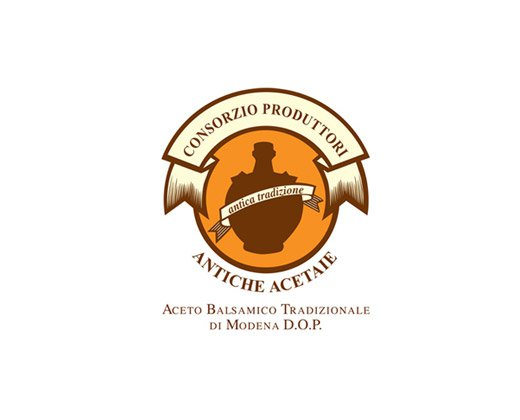 CONSORZIO PRODUTTORI
antica tradizione
ANTICHE ACETAIE
ACETO BALSAMICO TRADIZIONALE
DI MODENA D.O.P.